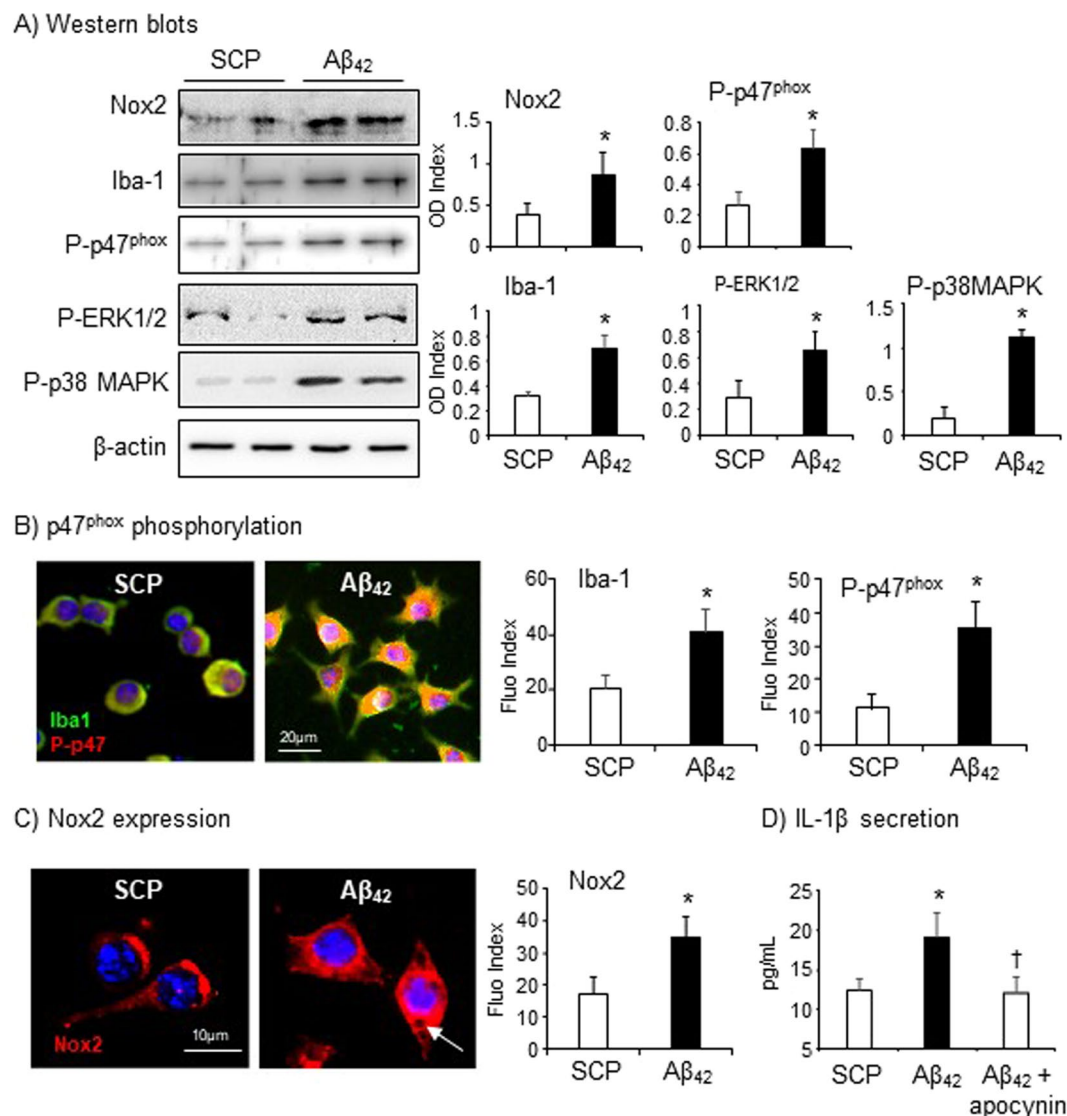 A) Western blots
SCP Aβ₄₂
Nox2
Iba-1
P-p47ᵖʰᵒˣ
P-ERK1/2
P-p38 MAPK
β-actin
Nox2
OD Index
1.5
1
0.5
0
*
P-p47ᵖʰᵒˣ
0.8
0.6
0.4
0.2
0
*
Iba-1
OD Index
1
0.8
0.6
0.4
0.2
0
*
SCP Aβ₄₂
P-ERK1/2
1
0.8
0.6
0.4
0.2
0
*
SCP Aβ₄₂
P-p38MAPK
1.5
1
0.5
0
*
SCP Aβ₄₂
B) p47ᵖʰᵒˣ phosphorylation
SCP
Iba1
P-p47
Aβ₄₂
20μm
Iba-1
Fluo Index
60
40
20
0
*
SCP Aβ₄₂
P-p47ᵖʰᵒˣ
Fluo Index
50
40
30
20
10
0
*
SCP Aβ₄₂
C) Nox2 expression
SCP
Nox2
10μm
Aβ₄₂
Nox2
Fluo Index
50
40
30
20
10
0
*
SCP Aβ₄₂
D) IL-1β secretion
pg/mL
25
20
15
10
5
*
†
SCP Aβ₄₂ Aβ₄₂ +
apocynin